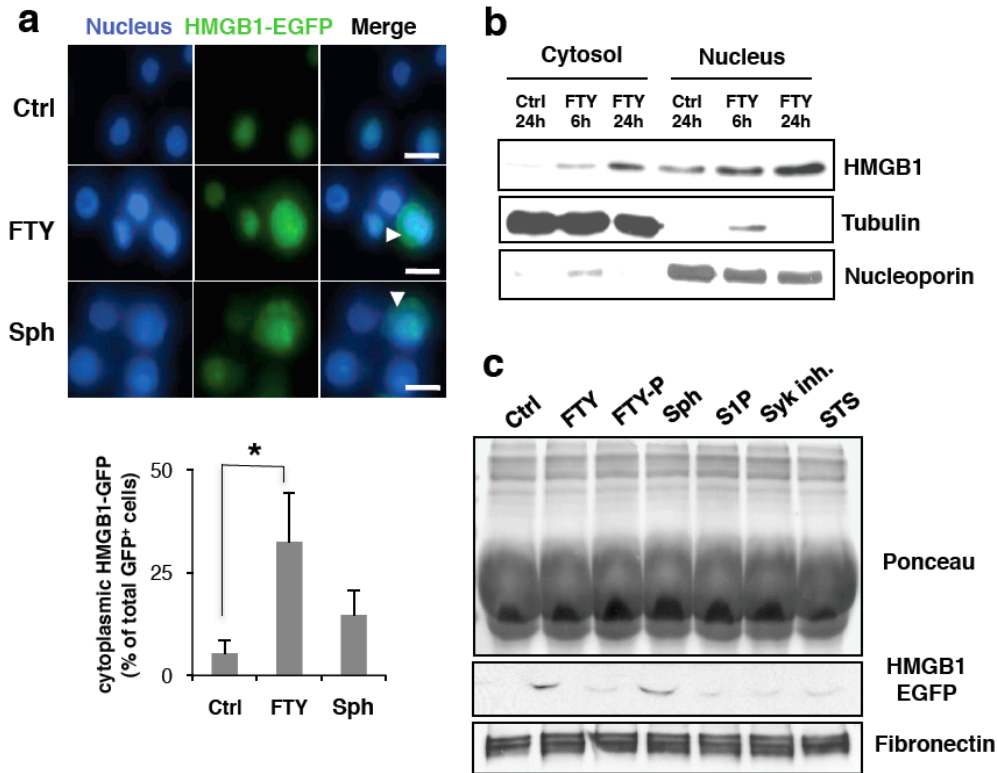 a
Nucleus HMGB1-EGFP Merge
Ctrl
FTY
Sph
cytoplasmic HMGB1-GFP
(% of total GFP⁺ cells)
50
25
0
*
Ctrl FTY Sph
b
Cytosol Nucleus
Ctrl FTY FTY Ctrl FTY FTY
24h 6h 24h 24h 6h 24h
HMGB1
Tubulin
Nucleoporin
c
Ctrl FTY FTY-P Sph S1P Syk inh. STS
Ponceau
HMGB1
EGFP
Fibronectin